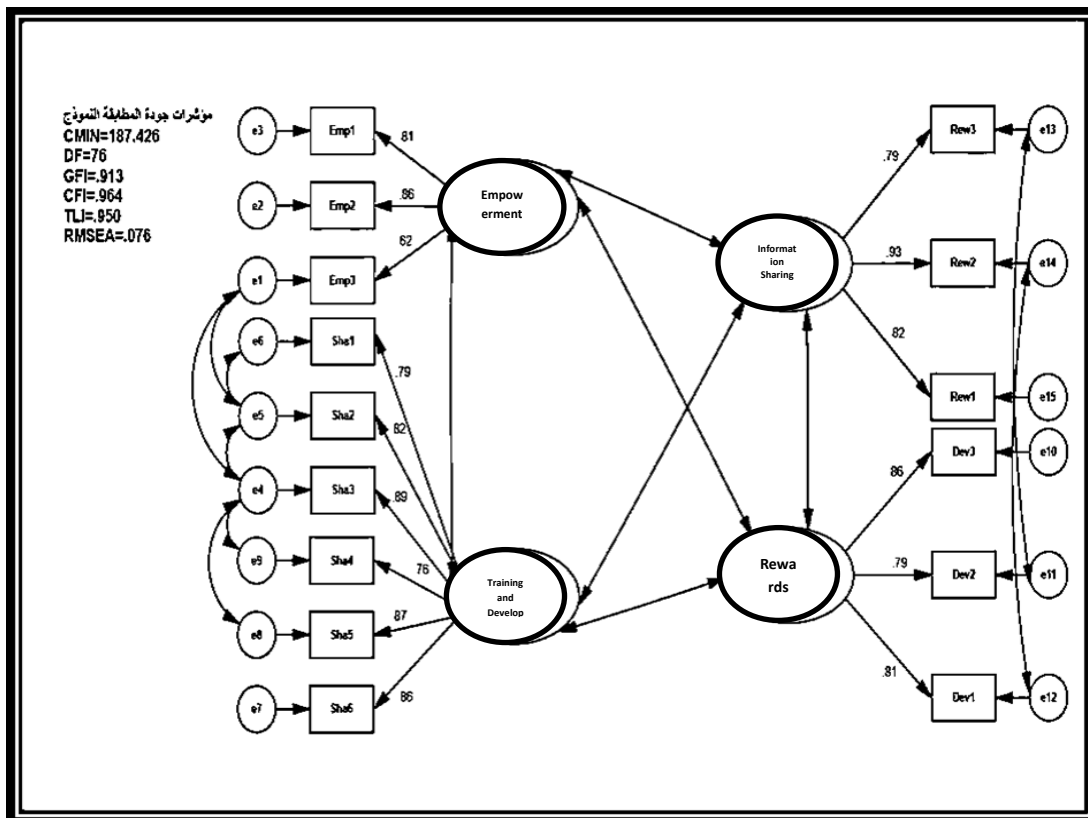 مؤشرات جودة المطابقة النموذج
CMIN=187.426
DF=76
GFI=.913
CFI=.964
TLI=.950
RMSEA=.076
e3
Emp1
.81
e2
Emp2
.86
e1
Emp3
62
e6
Sha1
.79
e5
Sha2
82
e4
Sha3
.89
e9
Sha4
76
e8
Sha5
87
e7
Sha6
86
Empow
erment
Training
and
Develop
Informat
ion
Sharing
Rewa
rds
.79
Rew3
e13
.93
Rew2
e14
82
Rew1
e15
86
Dev3
e10
.79
Dev2
e11
.81
Dev1
e12